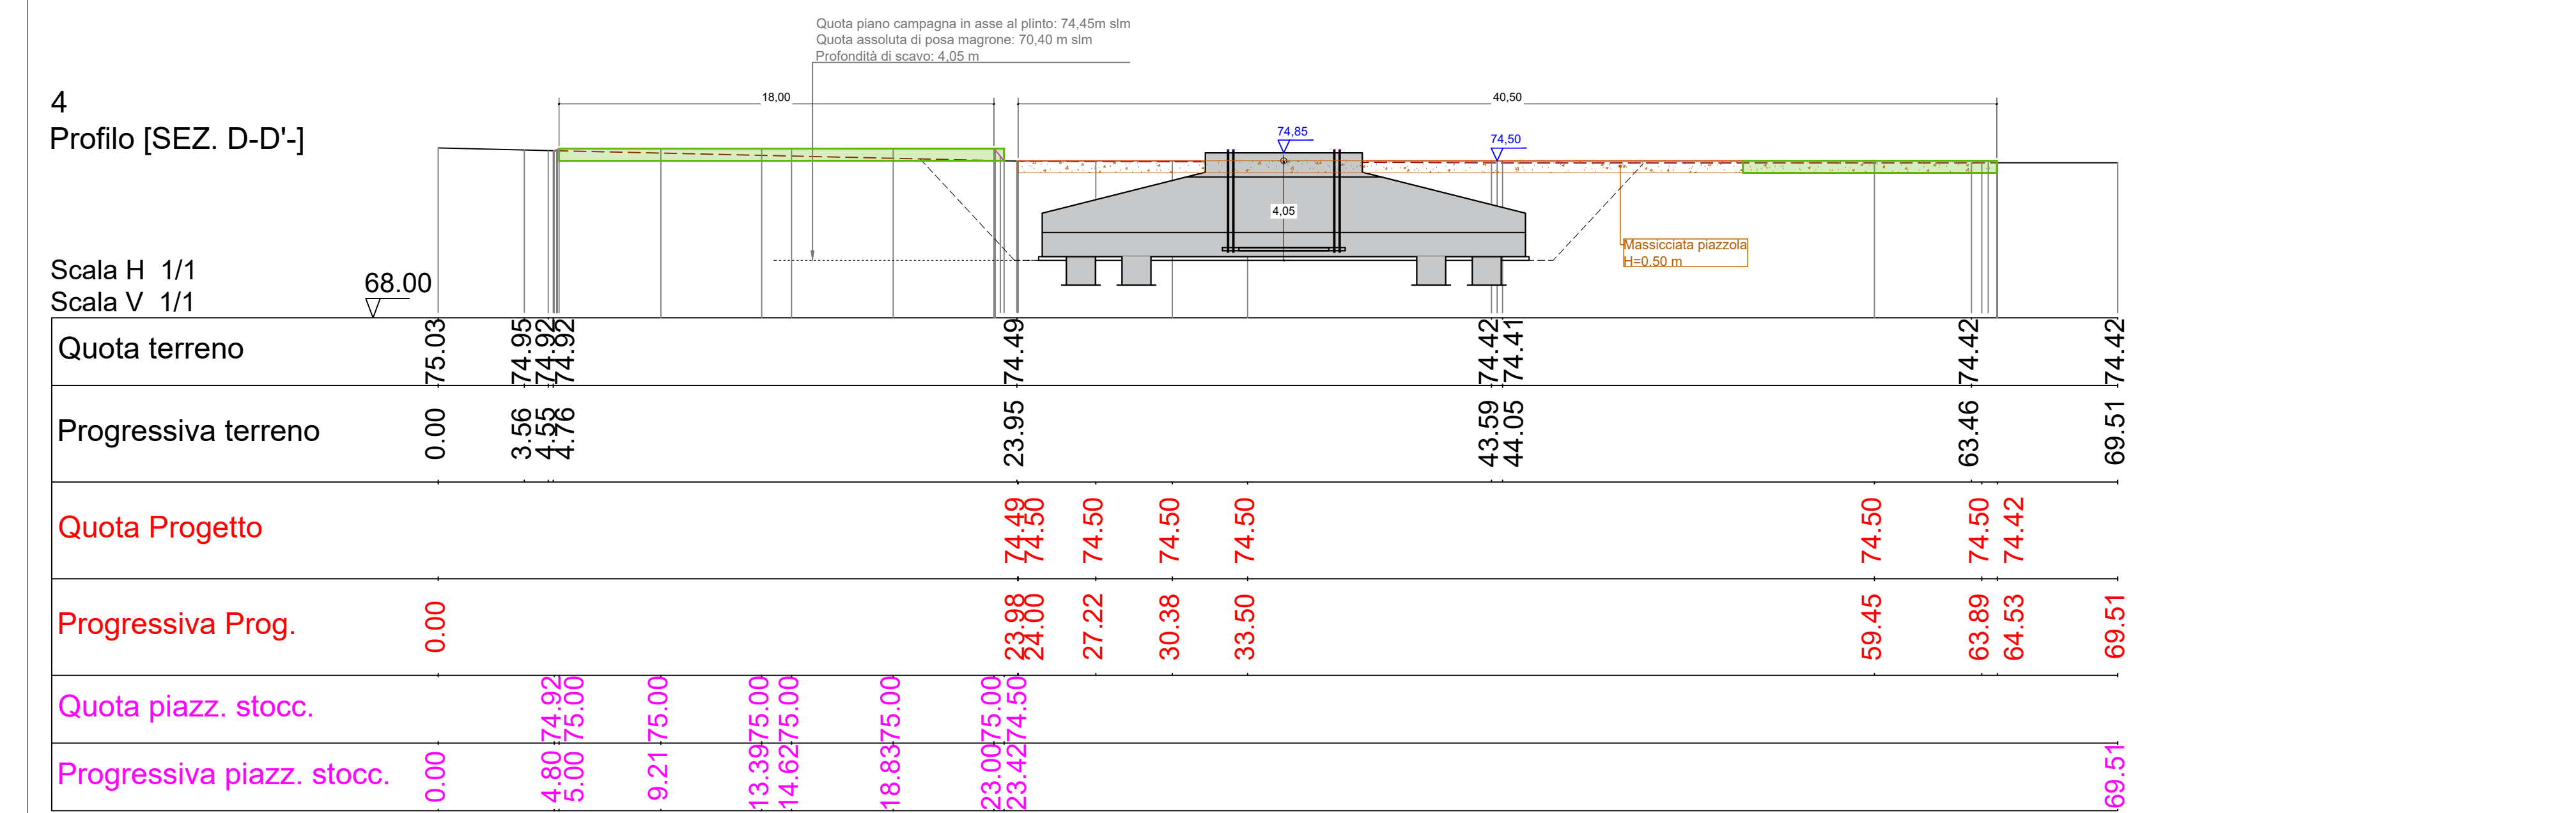 Quota piano campagna in asse al plinto: 74,45m slm
Quota assoluta di posa magrone: 70,40 m slm
Profondità di scavo: 4,05 m
4
Profilo [SEZ. D-D'-]
18,00
40,50
74,85
74,50
4,05
Massicciata piazzola
H=0.50 m
Scala H 1/1
Scala V 1/1
68.00
Quota terreno 75.03 74.95 74.92 74.92 74.49 74.42 74.41 74.42 74.42
Progressiva terreno 0.00 3.56 4.55 4.76 23.95 43.59 44.05 63.46 69.51
Quota Progetto 74.49 74.50 74.50 74.50 74.50 74.50 74.50 74.42
Progressiva Prog. 0.00 23.98 24.00 27.22 30.38 33.50 59.45 63.89 64.53 69.51
Quota piazz. stocc. 74.92 75.00 75.00 75.00 75.00 75.00 75.00 74.50
Progressiva piazz. stocc. 0.00 4.80 5.00 9.21 13.39 14.62 18.83 23.00 23.42 69.51